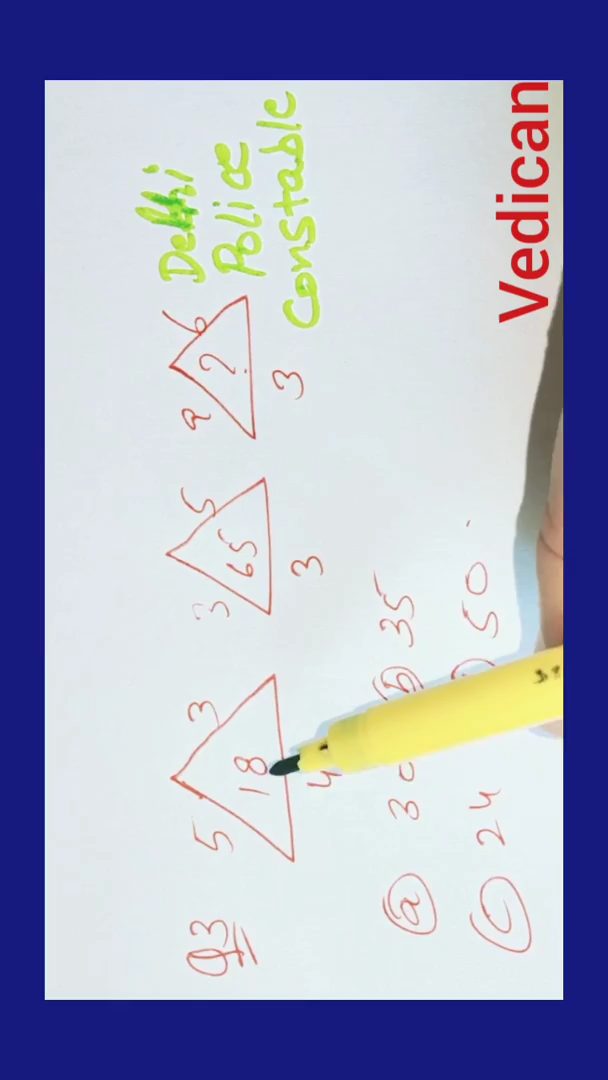 Q3
5 3
18
4
3 5
65
3
9 6
?
3
Delhi
Police
Constable
(a) 30 (b) 35
(c) 24 ) 50
Vedican